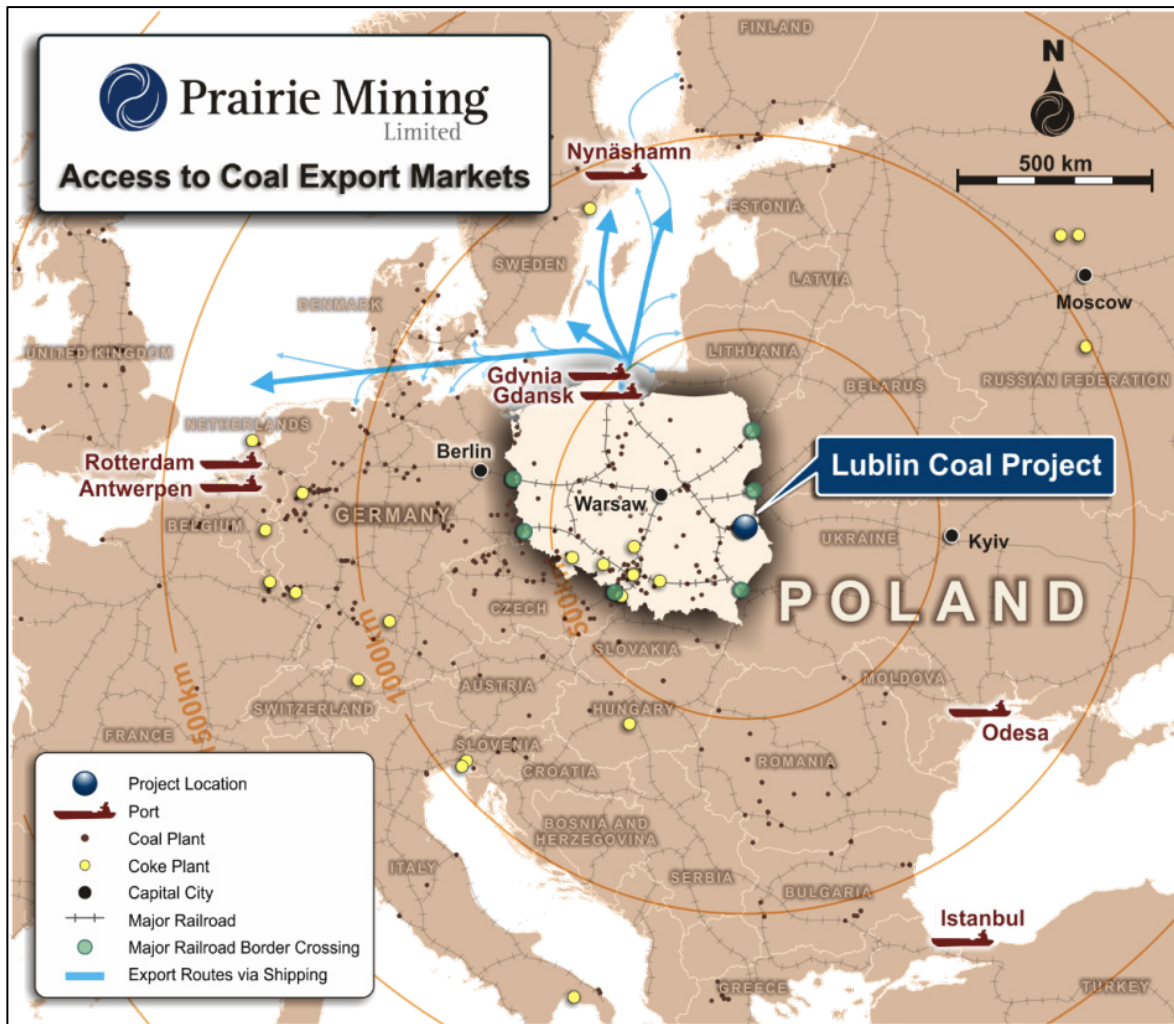 Prairie Mining
Limited
Access to Coal Export Markets
N
500 km
FINLAND
Nynäshamn
ESTONIA
SWEDEN
LATVIA
Moscow
DENMARK
UNITED KINGDOM
LITHUANIA
RUSSIAN FEDERATION
BELARUS
Gdynia
Gdansk
NETHERLANDS
Berlin
Lublin Coal Project
Rotterdam
Antwerpen
Warsaw
GERMANY
BELGIUM
UKRAINE
Kyiv
POLAND
CZECH
500km
SLOVAKIA
1000km
1500km
AUSTRIA
MOLDOVA
SWITZERLAND
HUNGARY
Odesa
FRANCE
SLOVENIA
CROATIA
ROMANIA
BOSNIA AND
HERZEGOVINA
ITALY
SERBIA
BULGARIA
Istanbul
GREECE
TURKEY
Project Location
Port
Coal Plant
Coke Plant
Capital City
Major Railroad
Major Railroad Border Crossing
Export Routes via Shipping